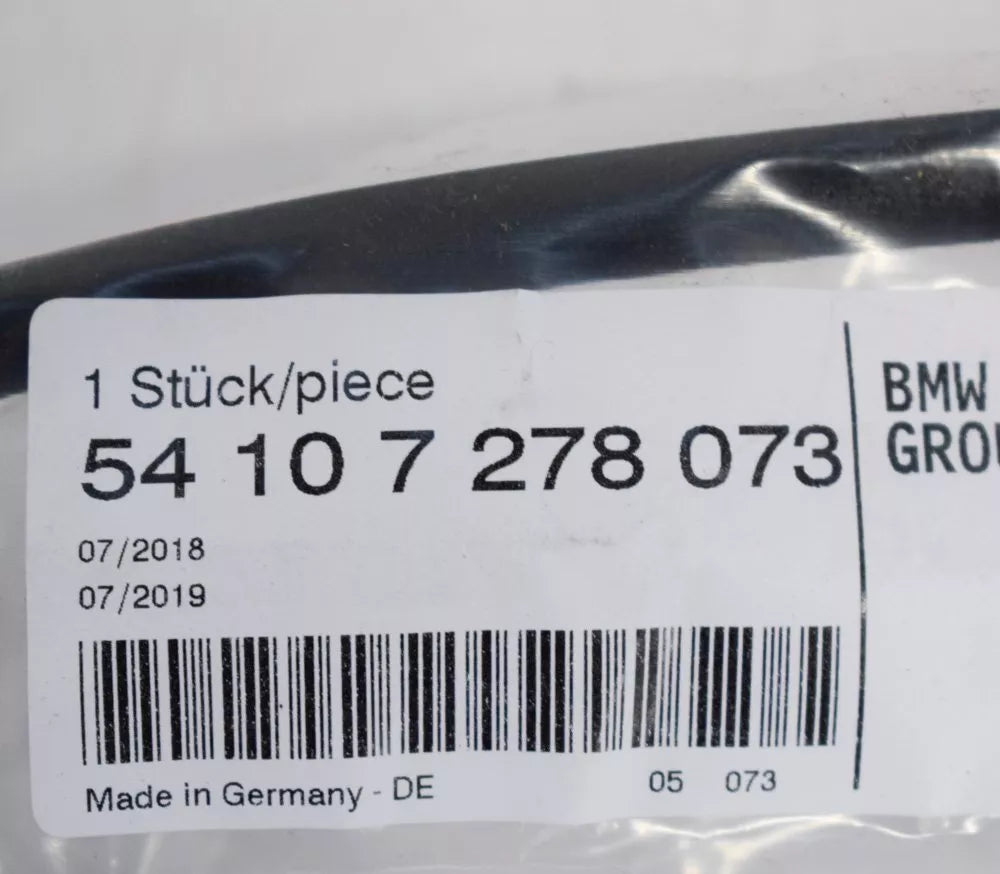 1 Stück/piece
54 10 7 278 073
07/2018
07/2019
Made in Germany - DE
05 073
BMW
GROU